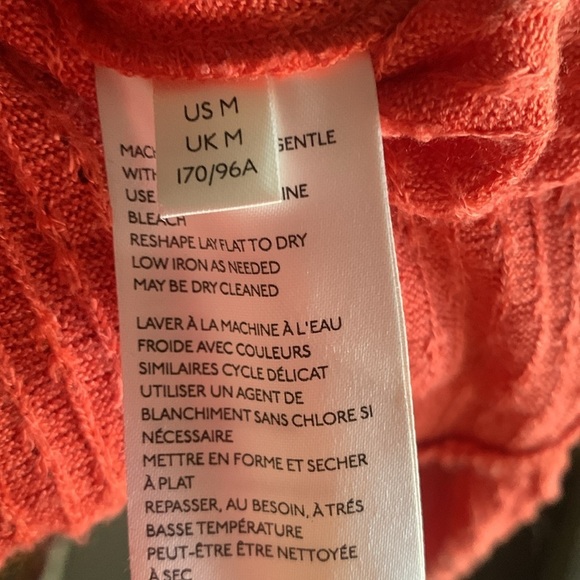 US M
UK M
170/96A
GENTLE
WITH
USE INE
BLEACH
RESHAPE LAY FLAT TO DRY
LOW IRON AS NEEDED
MAY BE DRY CLEANED
LAVER À LA MACHINE À L'EAU
FROIDE AVEC COULEURS
SIMILAIRES CYCLE DÉLICAT
UTILISER UN AGENT DE
BLANCHIMENT SANS CHLORE SI
NÉCESSAIRE
METTRE EN FORME ET SECHER
À PLAT
REPASSER, AU BESOIN, À TRÉS
BASSE TEMPÉRATURE
PEUT-ÊTRE ÊTRE NETTOYÉE
À SEC